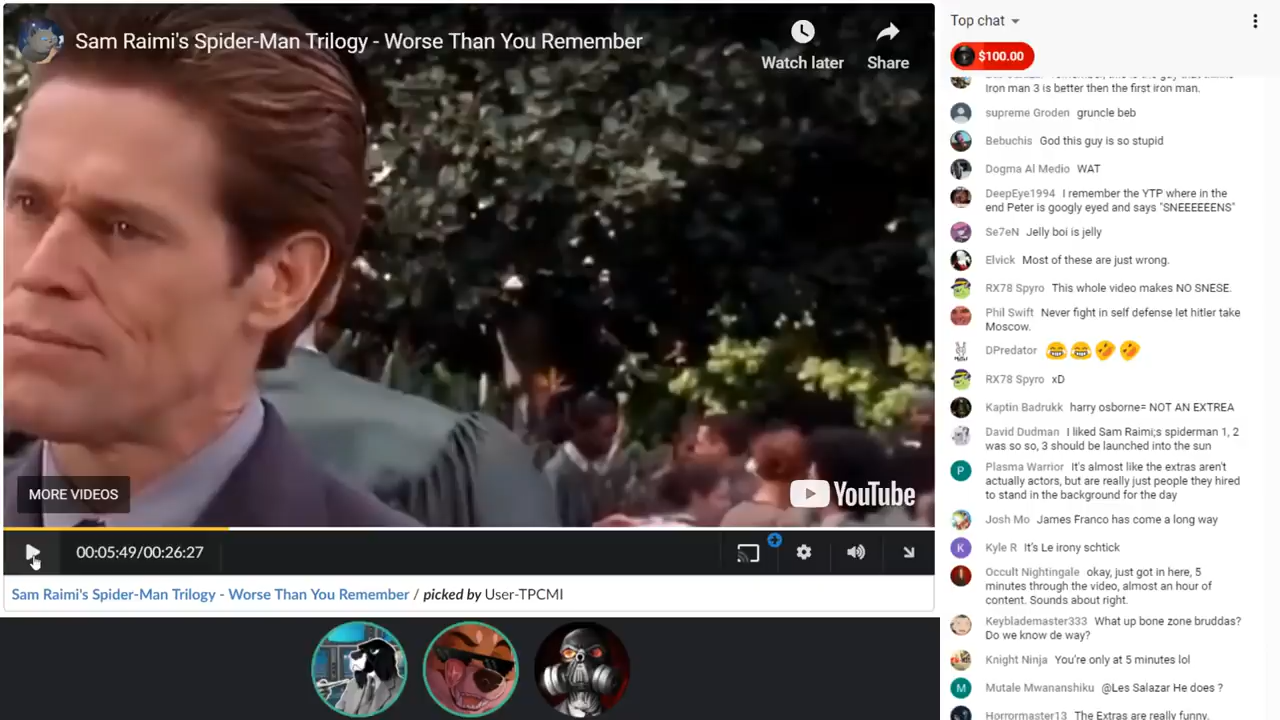 Sam Raimi's Spider-Man Trilogy - Worse Than You Remember
Watch later
Share
MORE VIDEOS
YouTube
00:05:49/00:26:27
Sam Raimi's Spider-Man Trilogy - Worse Than You Remember / picked by User-TPCMI
Top chat
$100.00
Iron man 3 is better then the first iron man.
supreme Groden gruncle beb
Bebuchis God this guy is so stupid
Dogma Al Medio WAT
DeepEye1994 I remember the YTP where in the
end Peter is googly eyed and says "SNEEEEEENS"
Se7eN Jelly boi is jelly
Elvick Most of these are just wrong.
RX78 Spyro This whole video makes NO SNESE.
Phil Swift Never fight in self defense let hitler take
Moscow.
DPredator 😂😂🤣🤣
RX78 Spyro xD
Kaptin Badrukk harry osborne= NOT AN EXTREA
David Dudman I liked Sam Raimi;s spiderman 1, 2
was so so, 3 should be launched into the sun
P Plasma Warrior It's almost like the extras aren't
actually actors, but are really just people they hired
to stand in the background for the day
Josh Mo James Franco has come a long way
K Kyle R It's Le irony schtick
Occult Nightingale okay, just got in here, 5
minutes through the video, almost an hour of
content. Sounds about right.
Keyblademaster333 What up bone zone bruddas?
Do we know de way?
Knight Ninja You're only at 5 minutes lol
M Mutale Mwananshiku @Les Salazar He does ?
Horrormaster13 The Extras are really funny.